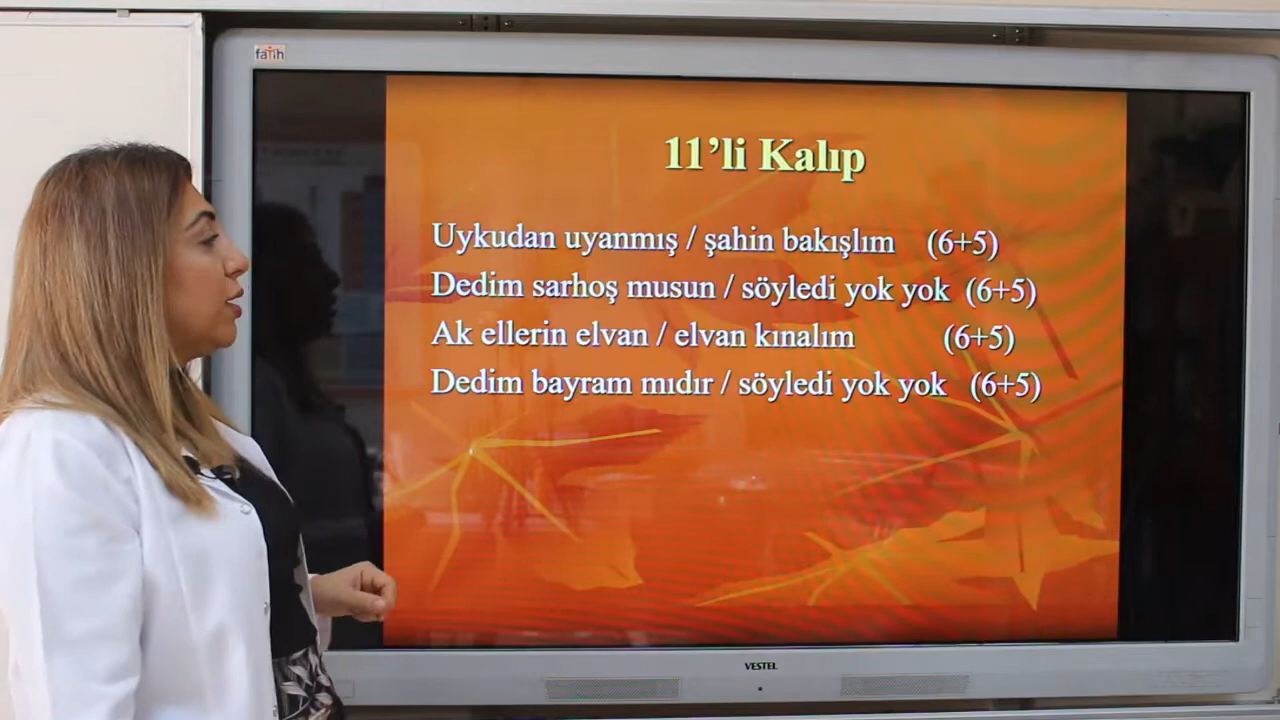 fatih
11’li Kalıp
Uykudan uyanmış / şahin bakışlım (6+5)
Dedim sarhoş musun / söyledi yok yok (6+5)
Ak ellerin elvan / elvan kınalım (6+5)
Dedim bayram mıdır / söyledi yok yok (6+5)
VESTEL